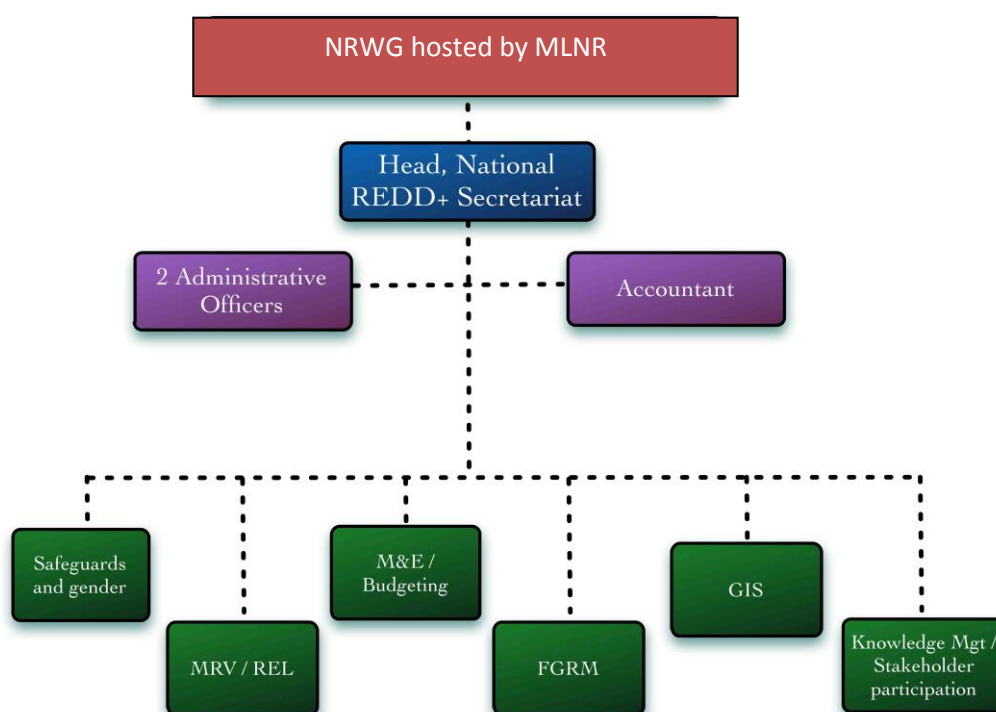 NRWG hosted by MLNR
Head, National
REDD+ Secretariat
2 Administrative
Officers
Accountant
Safeguards
and gender
MRV / REL
M&E /
Budgeting
FGRM
GIS
Knowledge Mgt /
Stakeholder
participation